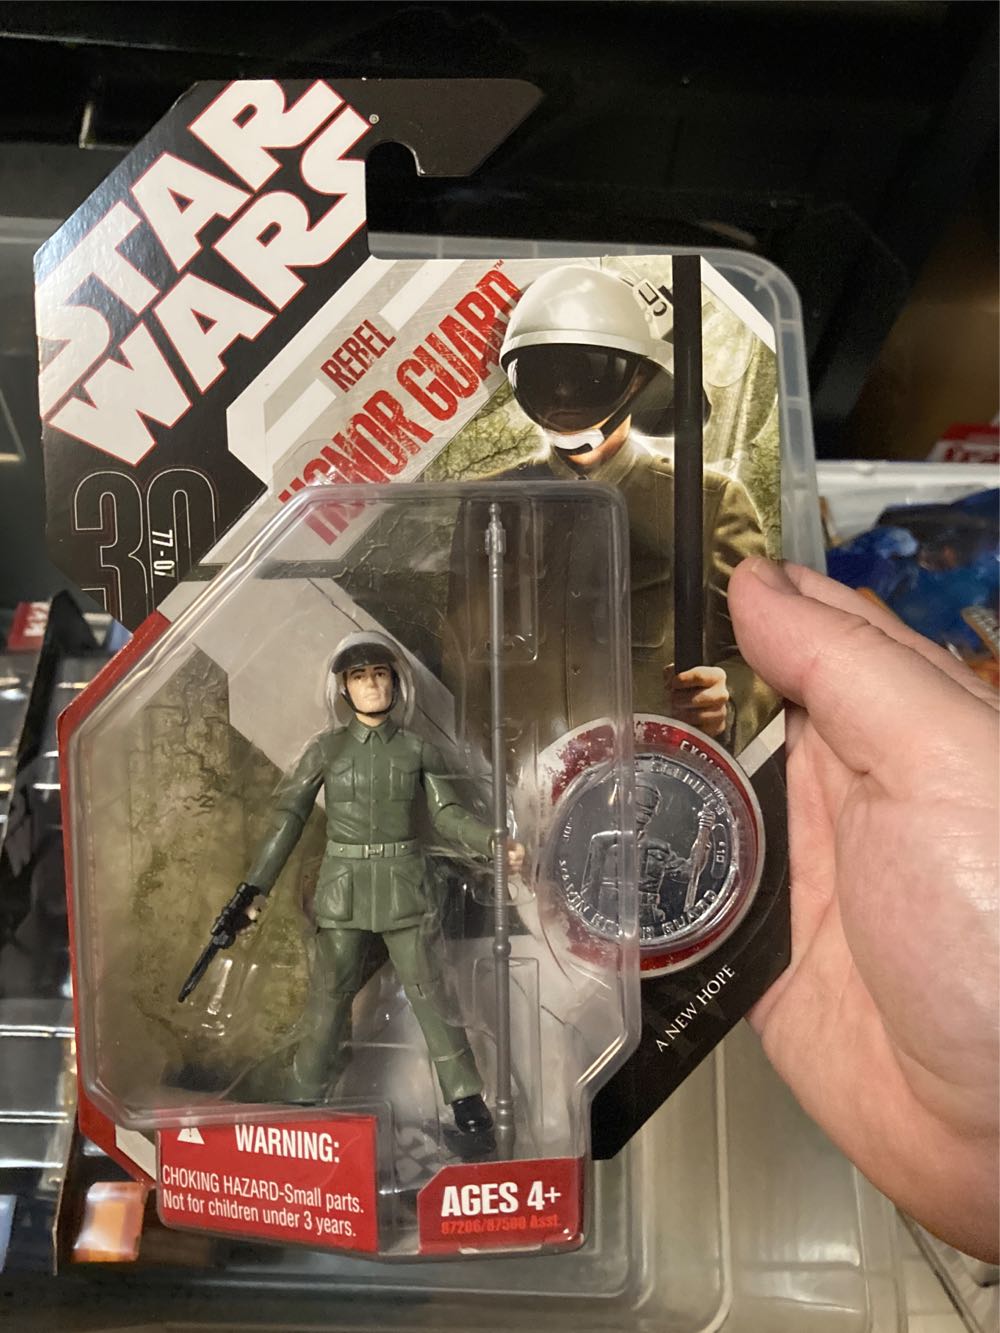 STAR
WARS
REBEL
HONOR GUARD™
30
77-07
A NEW HOPE
WARNING:
CHOKING HAZARD-Small parts.
Not for children under 3 years.
AGES 4+
87206/87500 Asst.